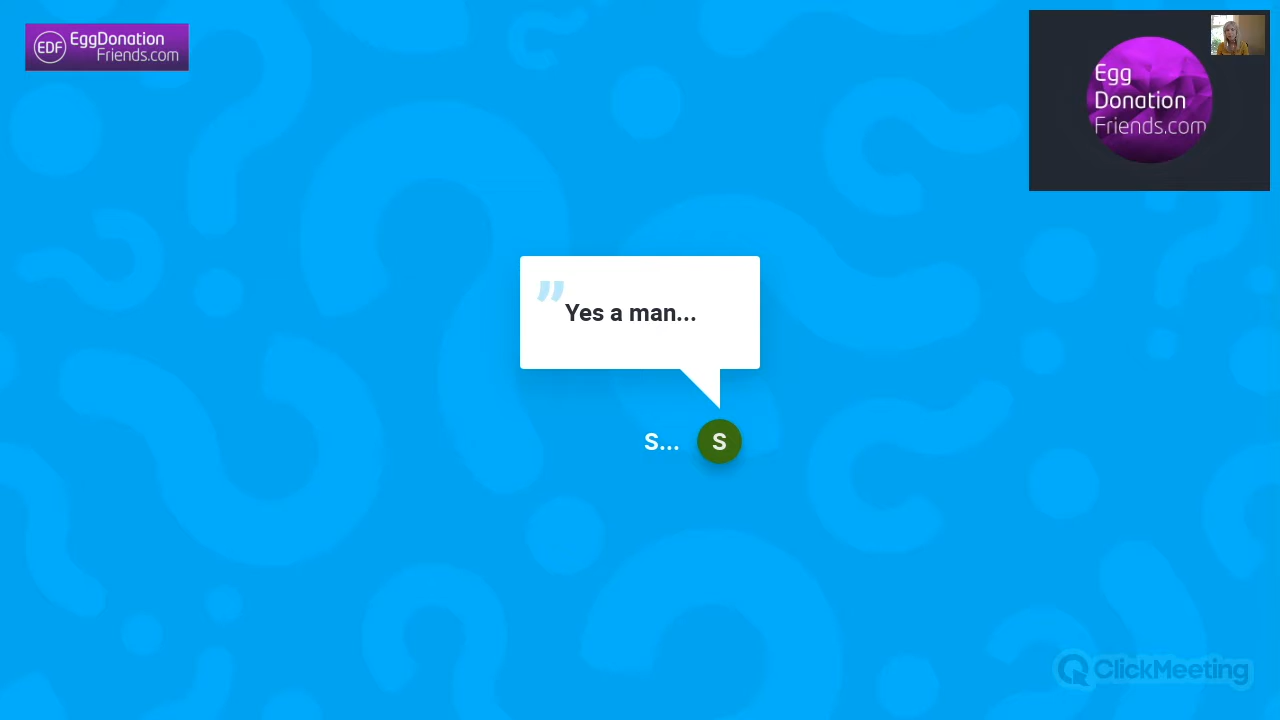 EDF EggDonation
Friends.com
Egg
Donation
Friends.com
”
Yes a man...
S... S
ClickMeeting